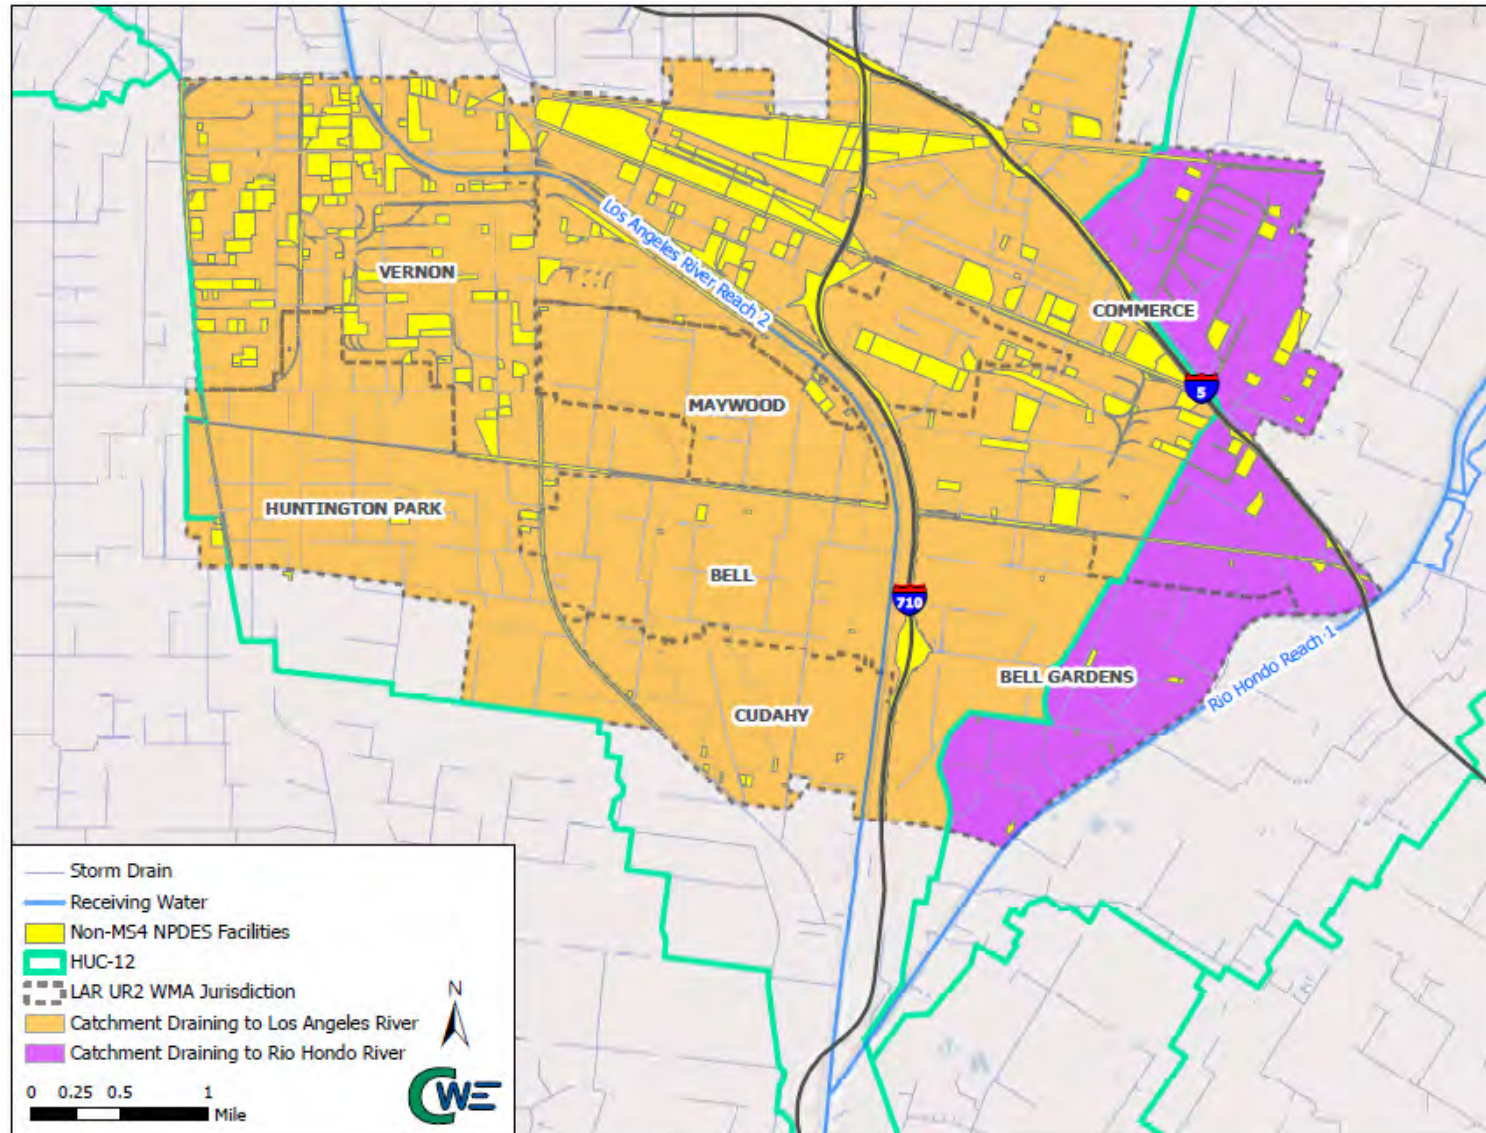 Los Angeles River Reach 2
VERNON
COMMERCE
5
MAYWOOD
HUNTINGTON PARK
BELL
710
BELL GARDENS
Rio Hondo Reach 1
CUDAHY
Storm Drain
Receiving Water
Non-MS4 NPDES Facilities
HUC-12
LAR UR2 WMA Jurisdiction
N
Catchment Draining to Los Angeles River
Catchment Draining to Rio Hondo River
0 0.25 0.5 1
Mile
CWE